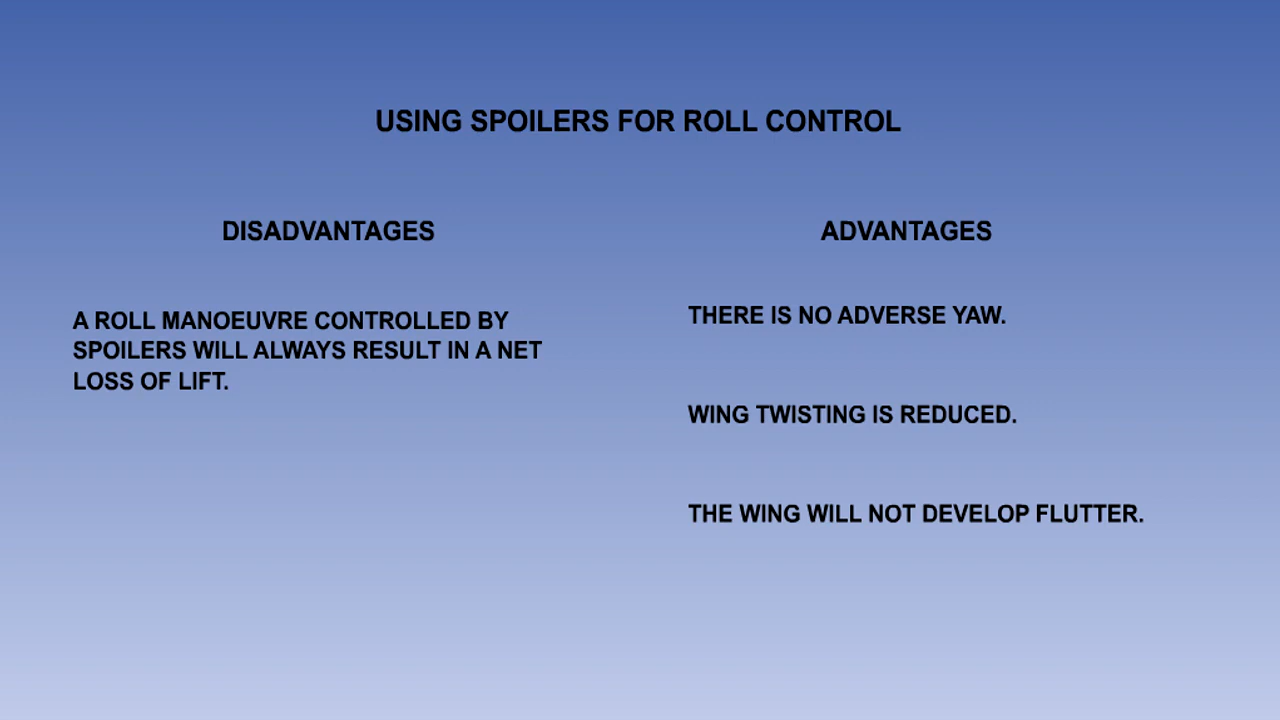 USING SPOILERS FOR ROLL CONTROL
DISADVANTAGES
A ROLL MANOEUVRE CONTROLLED BY
SPOILERS WILL ALWAYS RESULT IN A NET
LOSS OF LIFT.
ADVANTAGES
THERE IS NO ADVERSE YAW.
WING TWISTING IS REDUCED.
THE WING WILL NOT DEVELOP FLUTTER.